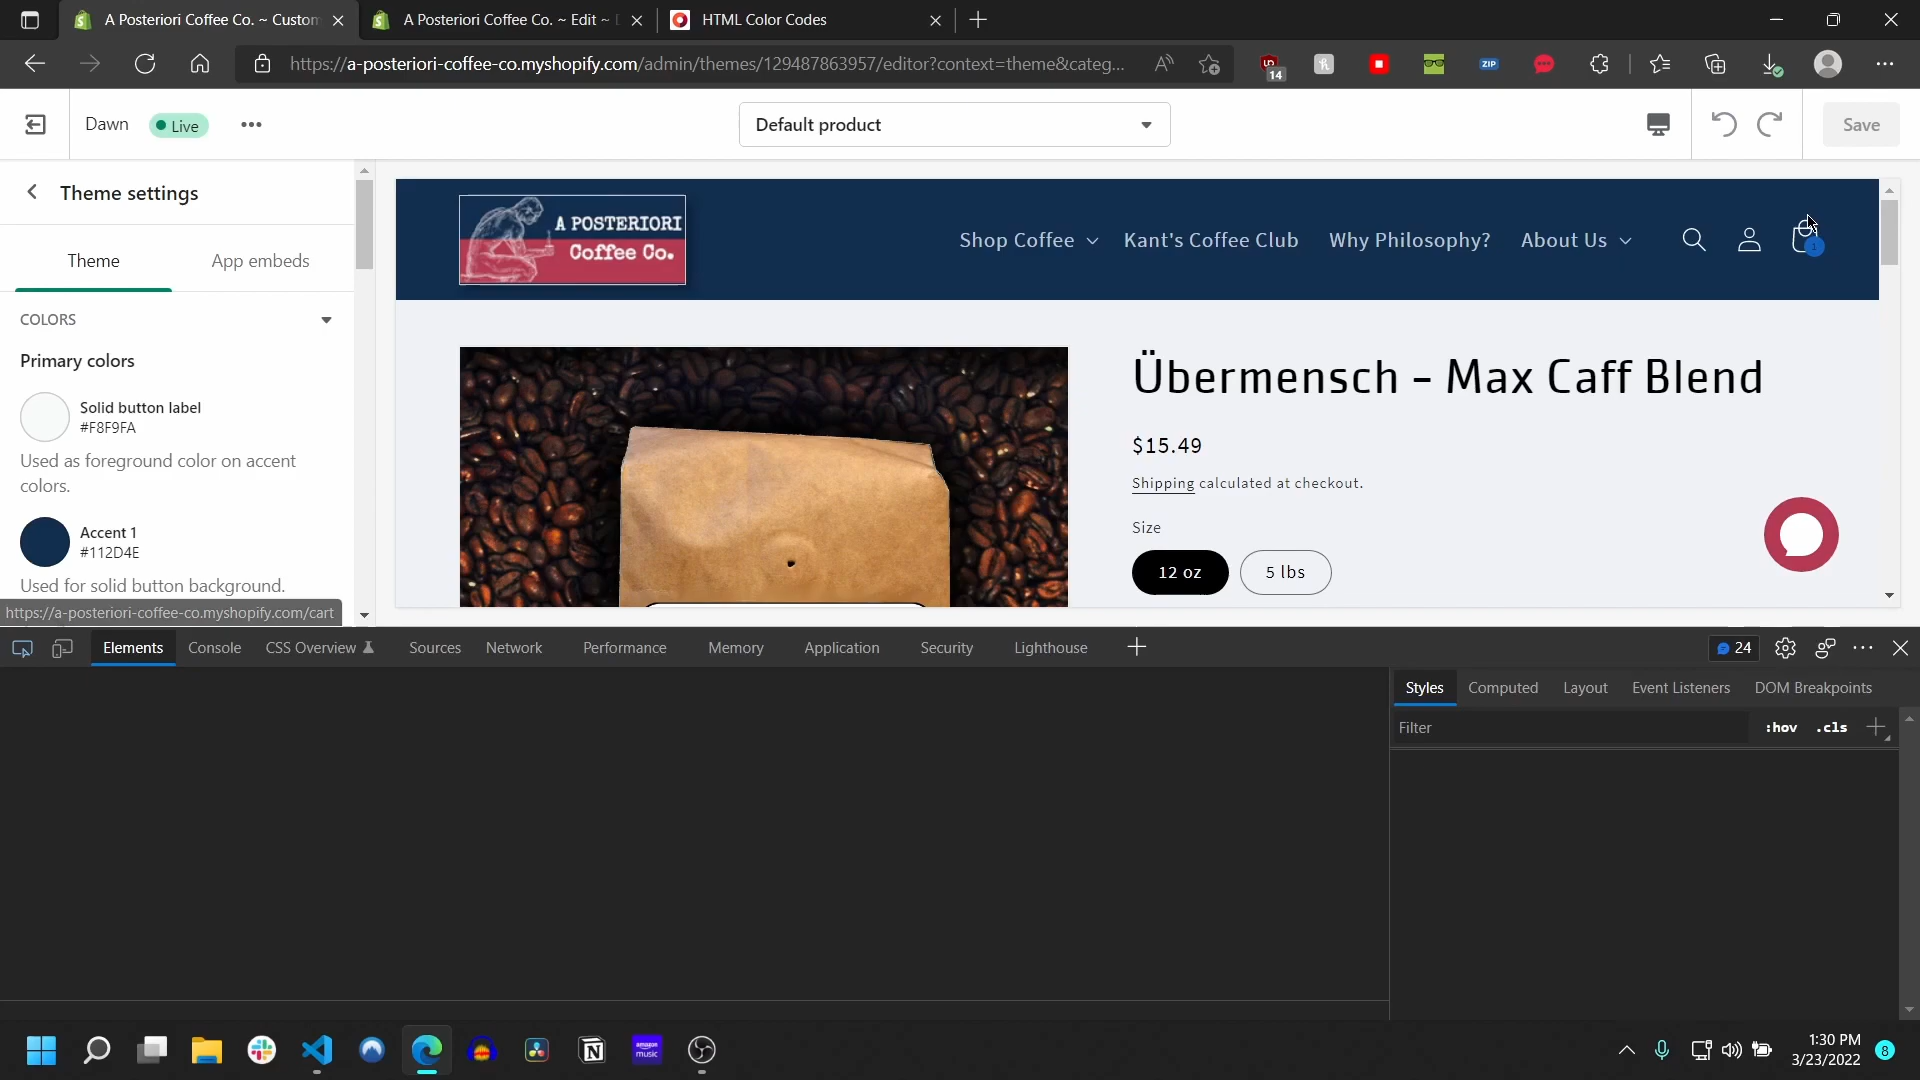 A Posteriori Coffee Co. ~ Custom
A Posteriori Coffee Co. ~ Edit ~
HTML Color Codes
https://a-posteriori-coffee-co.myshopify.com/admin/themes/129487863957/editor?context=theme&categ...
14
ZIP
Dawn
Live
Default product
Save
Theme settings
Theme
App embeds
COLORS
Primary colors
Solid button label
#F8F9FA
Used as foreground color on accent
colors.
Accent 1
#112D4E
Used for solid button background.
https://a-posteriori-coffee-co.myshopify.com/cart
A POSTERIORI
Coffee Co.
Shop Coffee
Kant's Coffee Club
Why Philosophy?
About Us
1
Übermensch - Max Caff Blend
$15.49
Shipping calculated at checkout.
Size
12 oz
5 lbs
Elements
Console
CSS Overview
Sources
Network
Performance
Memory
Application
Security
Lighthouse
24
Styles
Computed
Layout
Event Listeners
DOM Breakpoints
Filter
:hov
.cls
amazon
music
1:30 PM
3/23/2022
8